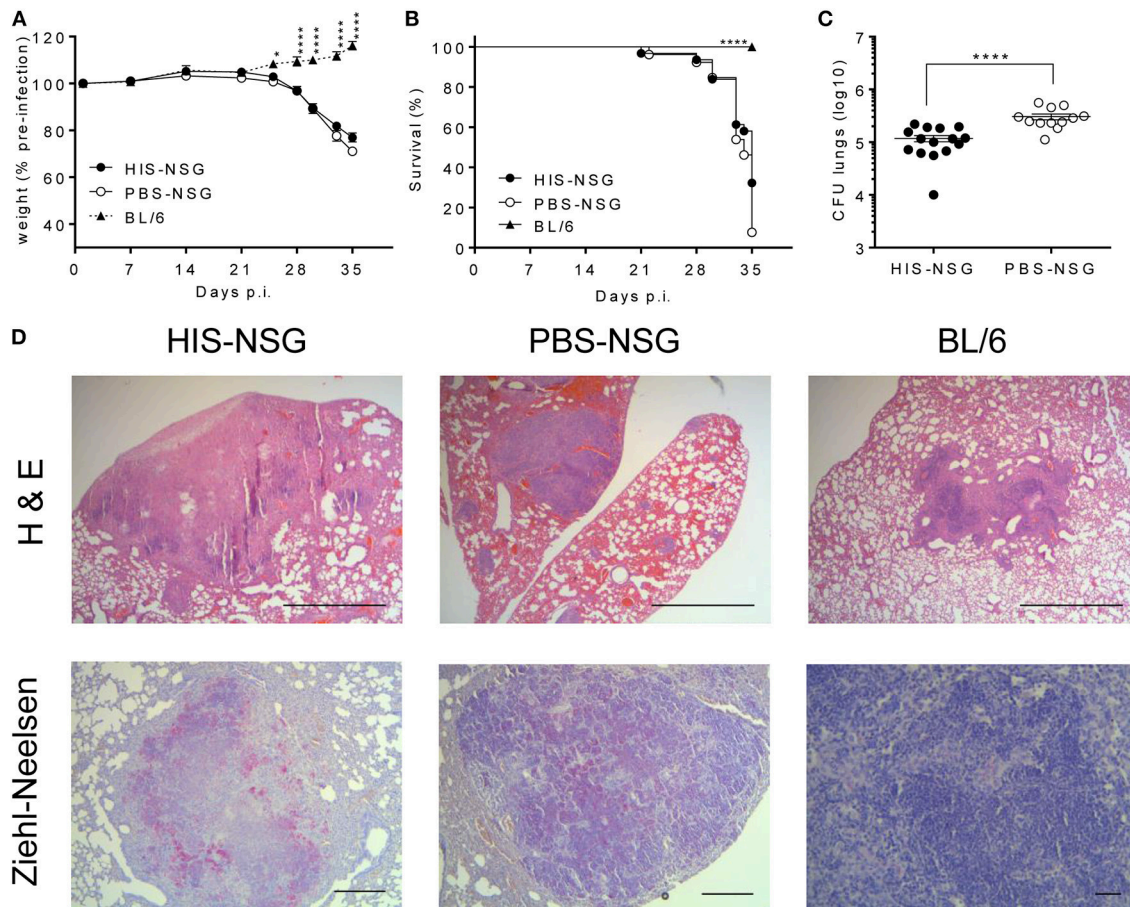 A
weight (% pre-infection)
120
100
80
60
40
0 7 14 21 28 35
Days p.i.
* **** **** **** ****
HIS-NSG
PBS-NSG
BL/6
B
Survival (%)
100
80
60
40
20
0
0 7 14 21 28 35
Days p.i.
****
HIS-NSG
PBS-NSG
BL/6
C
CFU lungs (log10)
7
6
5
4
3
****
HIS-NSG PBS-NSG
D
HIS-NSG PBS-NSG BL/6
H & E
Ziehl-Neelsen